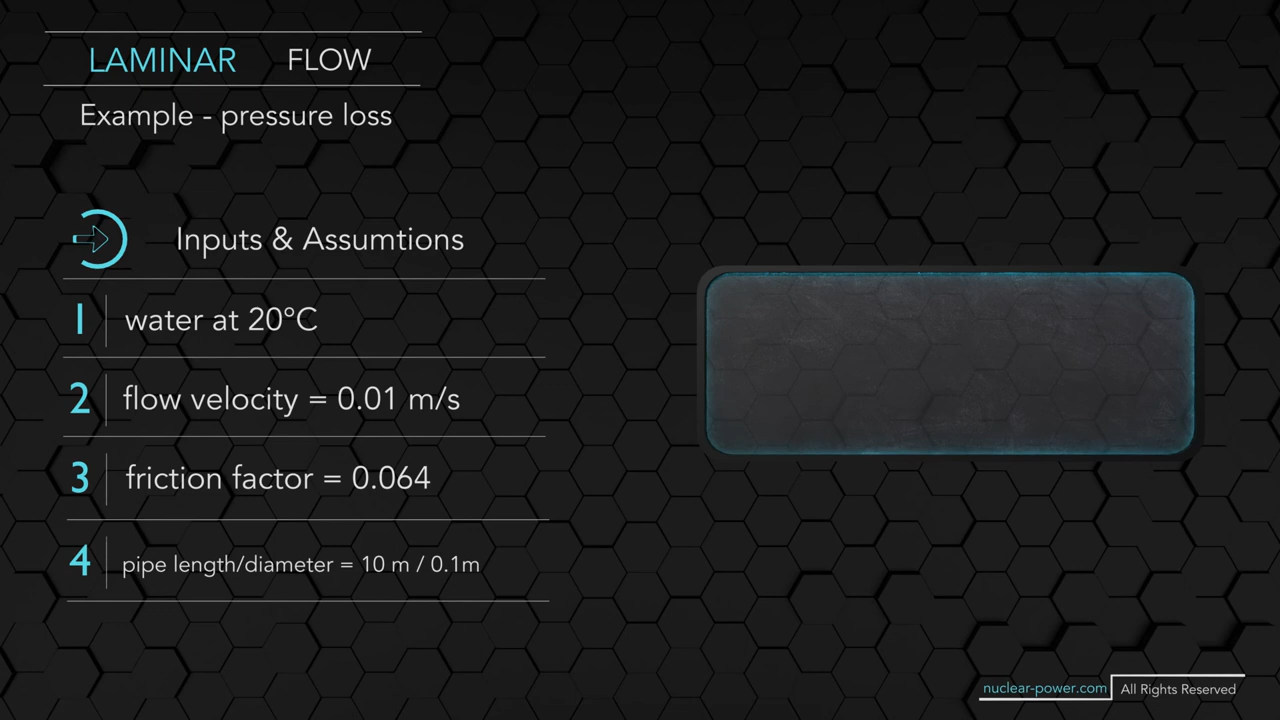 LAMINAR FLOW
Example - pressure loss
Inputs & Assumtions
1 water at 20°C
2 flow velocity = 0.01 m/s
3 friction factor = 0.064
4 pipe length/diameter = 10 m / 0.1m
nuclear-power.com All Rights Reserved